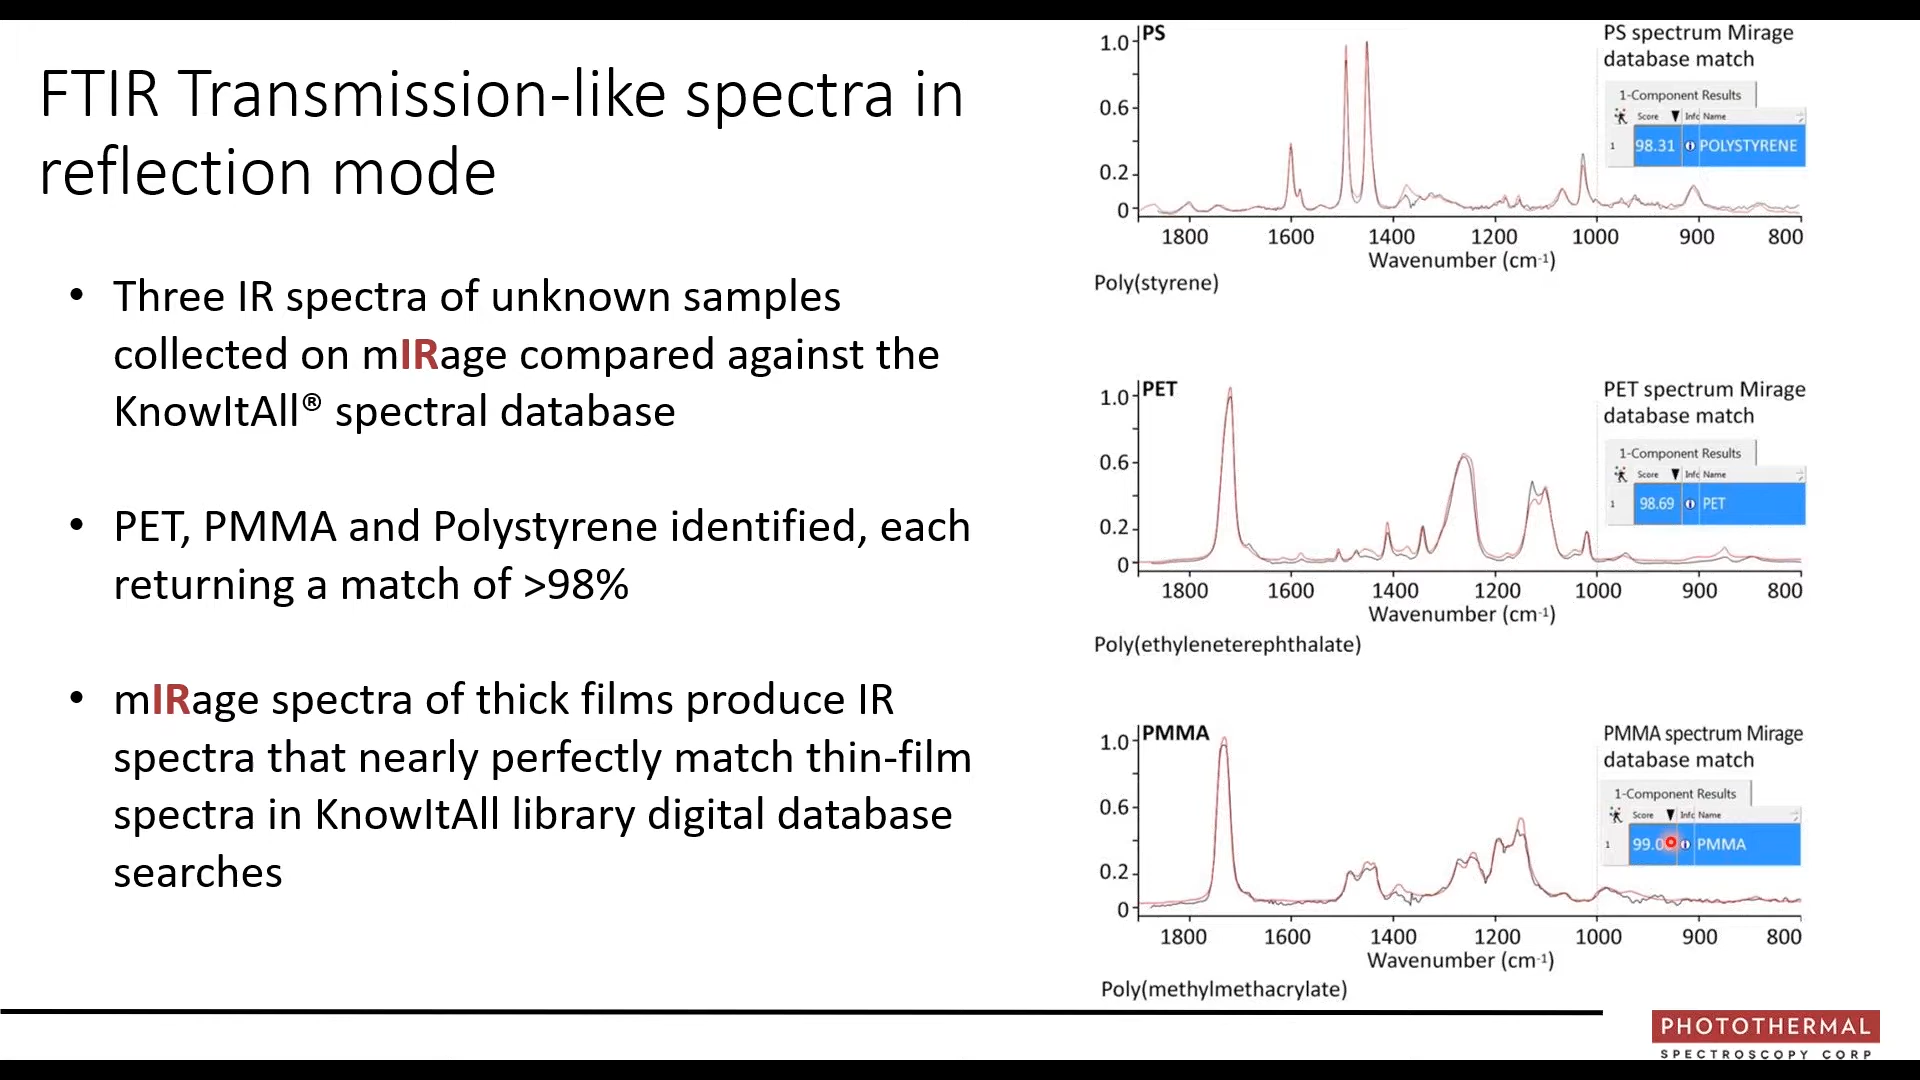 FTIR Transmission-like spectra in
reflection mode
• Three IR spectra of unknown samples
collected on mIRage compared against the
KnowItAll® spectral database
• PET, PMMA and Polystyrene identified, each
returning a match of >98%
• mIRage spectra of thick films produce IR
spectra that nearly perfectly match thin-film
spectra in KnowItAll library digital database
searches
PS
1.0
0.6
0.2
0
1800 1600 1400 1200 1000 900 800
Wavenumber (cm-1)
Poly(styrene)
PS spectrum Mirage
database match
1-Component Results
Score Info Name
1 98.31 POLYSTYRENE
PET
1.0
0.6
0.2
0
1800 1600 1400 1200 1000 900 800
Wavenumber (cm-1)
Poly(ethyleneterephthalate)
PET spectrum Mirage
database match
1-Component Results
Score Info Name
1 98.69 PET
PMMA
1.0
0.6
0.2
0
1800 1600 1400 1200 1000 900 800
Wavenumber (cm-1)
Poly(methylmethacrylate)
PMMA spectrum Mirage
database match
1-Component Results
Score Info Name
1 PMMA
PHOTOTHERMAL
SPECTROSCOPY CORP